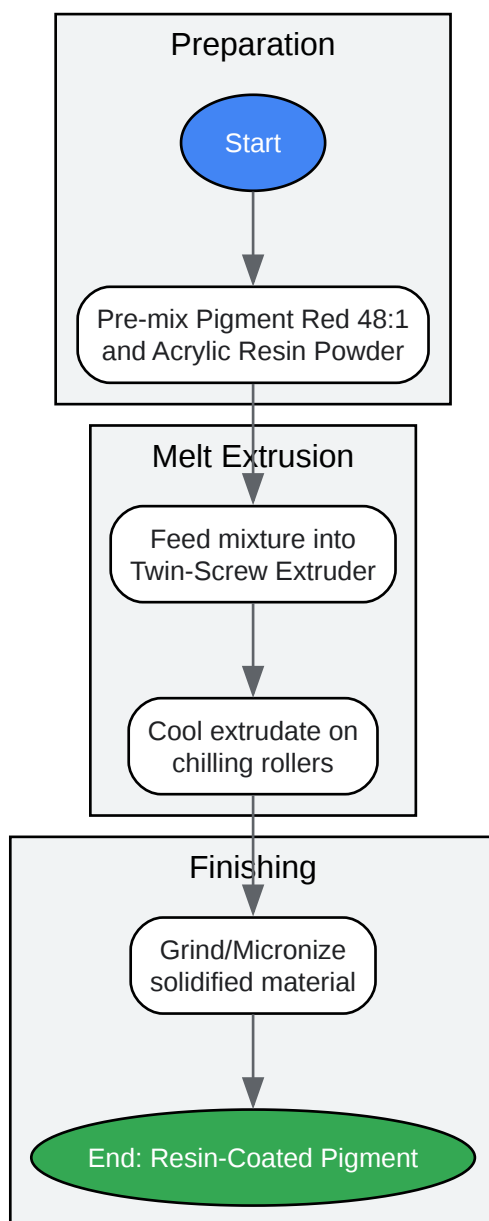 Preparation
Start
Pre-mix Pigment Red 48:1
and Acrylic Resin Powder
Melt Extrusion
Feed mixture into
Twin-Screw Extruder
Cool extrudate on
chilling rollers
Finishing
Grind/Micronize
solidified material
End: Resin-Coated Pigment